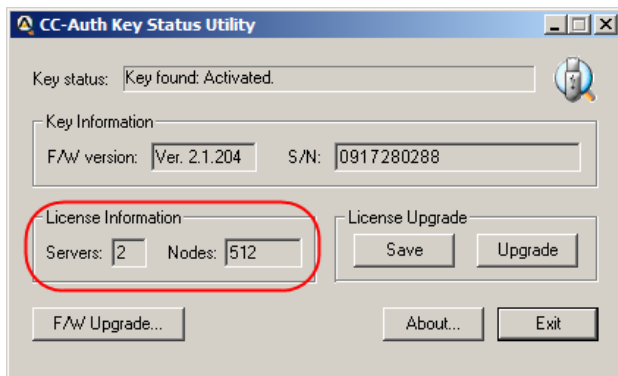 CC-Auth Key Status Utility
Key status: Key found: Activated.
Key Information
F/W version: Ver. 2.1.204 S/N: 0917280288
License Information License Upgrade
Servers: 2 Nodes: 512 Save Upgrade
F/W Upgrade... About... Exit